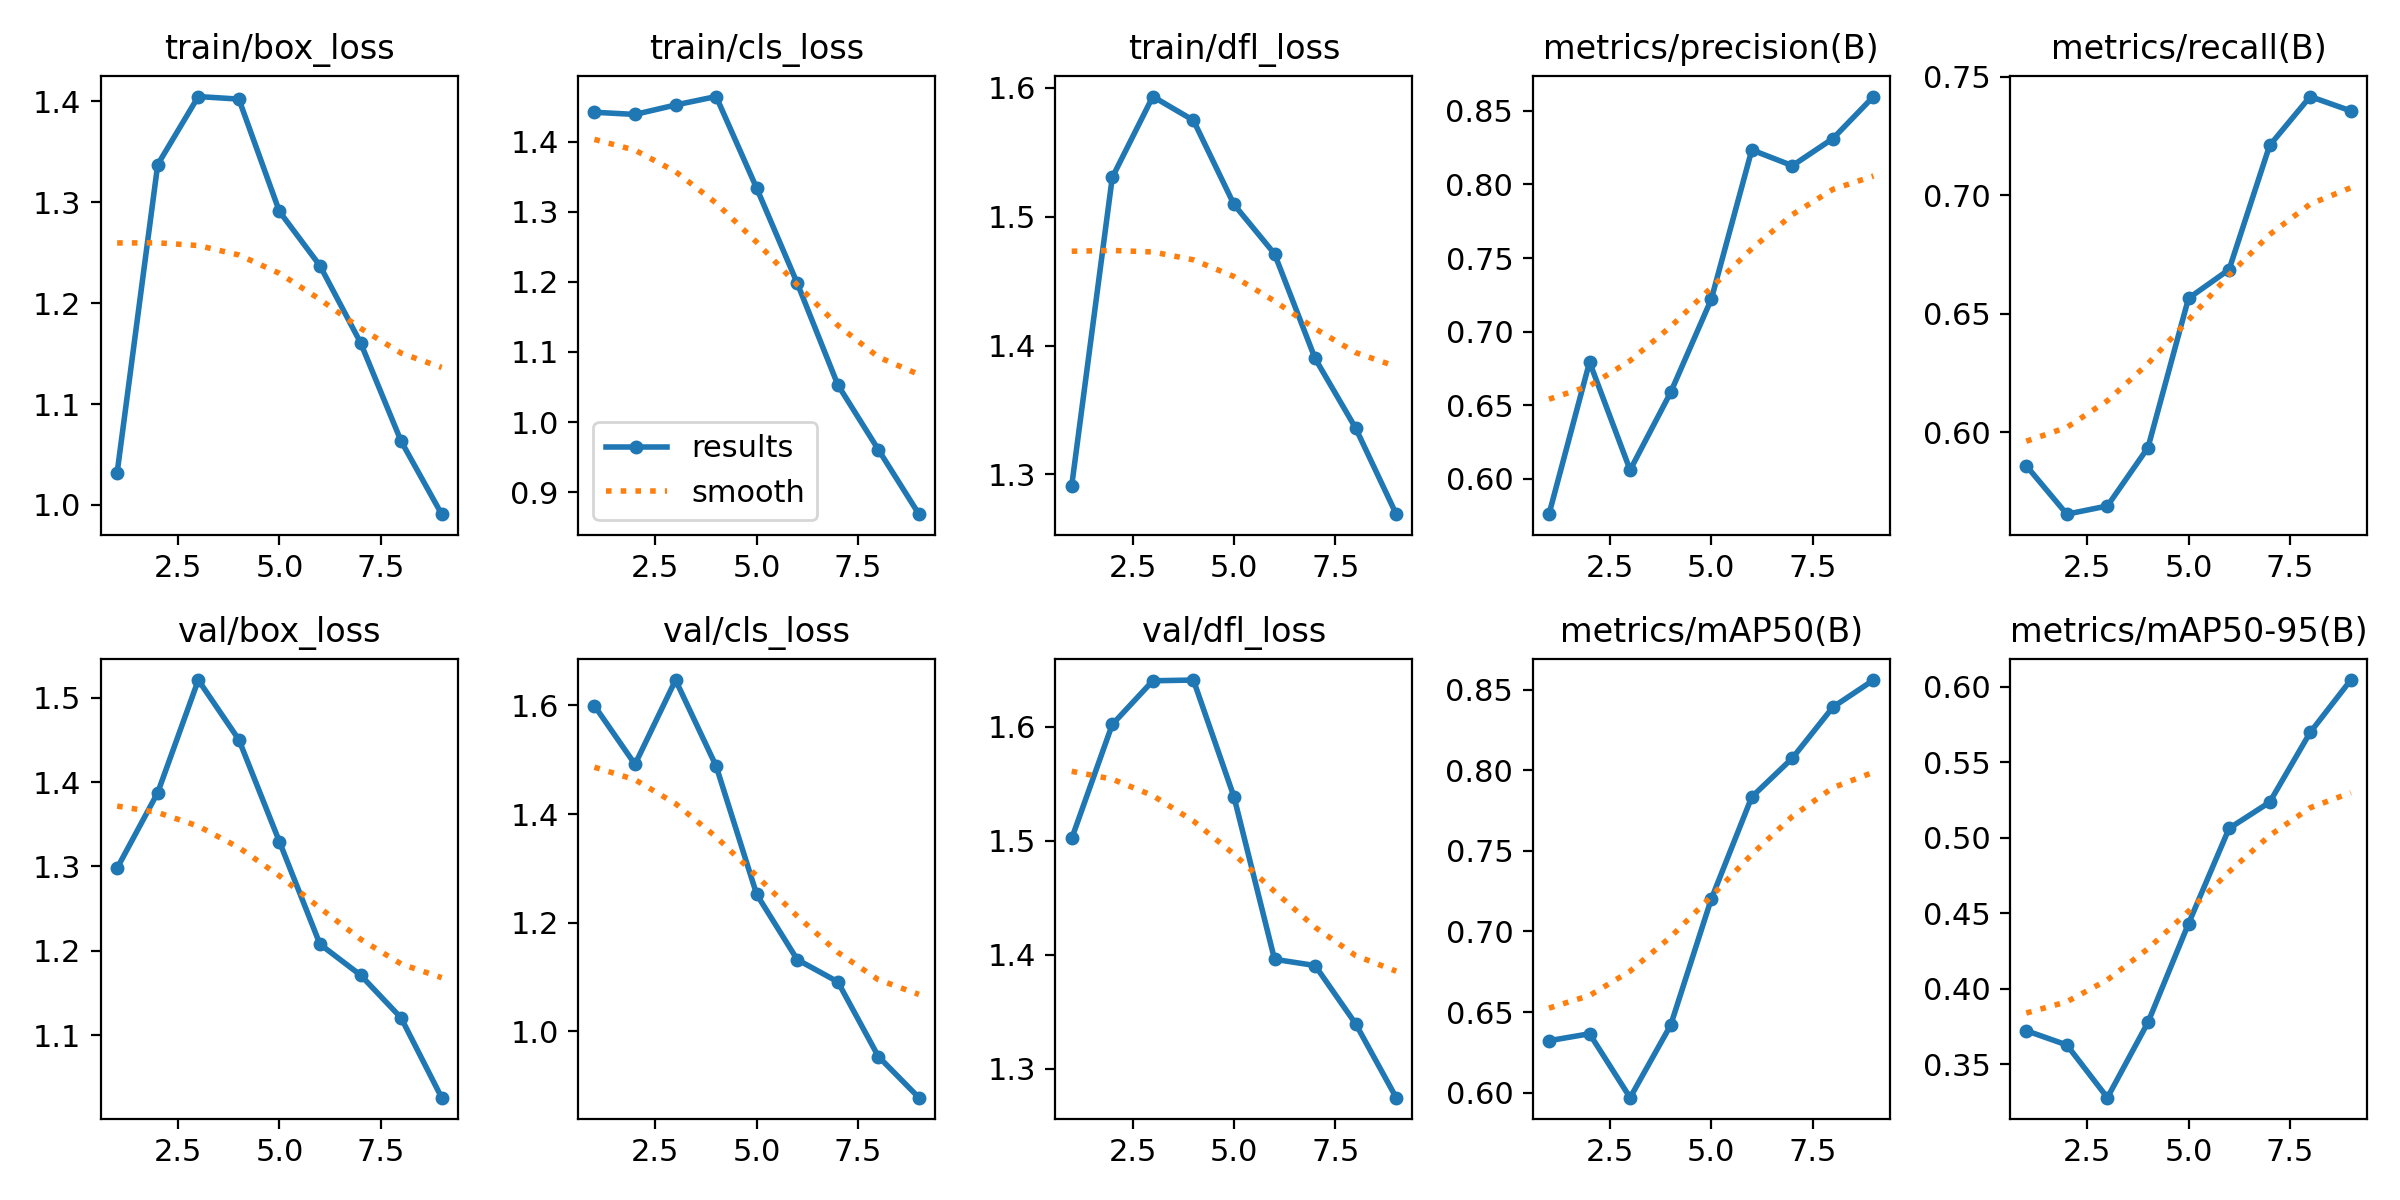 train/box_loss
1.4
1.3
1.2
1.1
1.0
2.5 5.0 7.5
train/cls_loss
1.4
1.3
1.2
1.1
1.0
0.9
results
smooth
2.5 5.0 7.5
train/dfl_loss
1.6
1.5
1.4
1.3
2.5 5.0 7.5
metrics/precision(B)
0.85
0.80
0.75
0.70
0.65
0.60
2.5 5.0 7.5
metrics/recall(B)
0.75
0.70
0.65
0.60
2.5 5.0 7.5
val/box_loss
1.5
1.4
1.3
1.2
1.1
2.5 5.0 7.5
val/cls_loss
1.6
1.4
1.2
1.0
2.5 5.0 7.5
val/dfl_loss
1.6
1.5
1.4
1.3
2.5 5.0 7.5
metrics/mAP50(B)
0.85
0.80
0.75
0.70
0.65
0.60
2.5 5.0 7.5
metrics/mAP50-95(B)
0.60
0.55
0.50
0.45
0.40
0.35
2.5 5.0 7.5